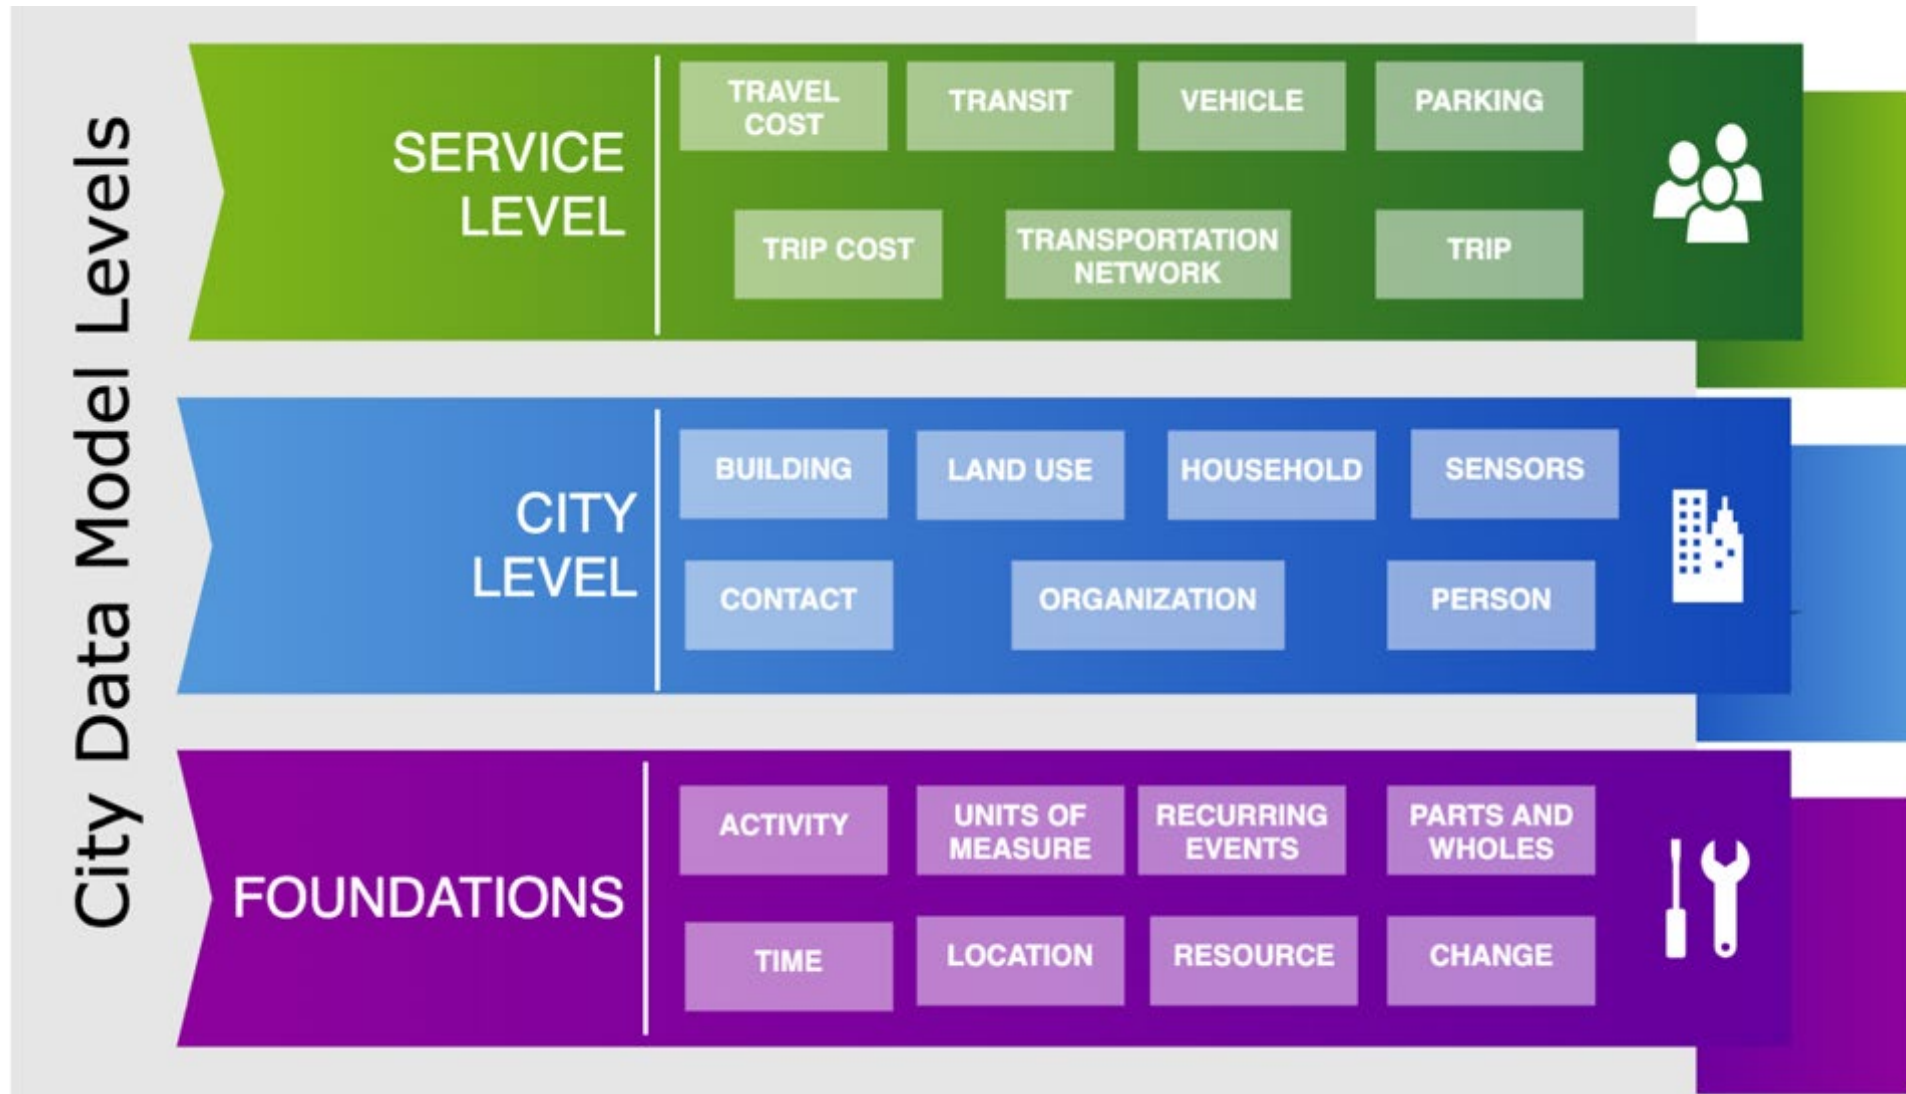 City Data Model Levels
SERVICE
LEVEL
TRAVEL
COST
TRANSIT
VEHICLE
PARKING
TRIP COST
TRANSPORTATION
NETWORK
TRIP
CITY
LEVEL
BUILDING
LAND USE
HOUSEHOLD
SENSORS
CONTACT
ORGANIZATION
PERSON
FOUNDATIONS
ACTIVITY
UNITS OF
MEASURE
RECURRING
EVENTS
PARTS AND
WHOLES
TIME
LOCATION
RESOURCE
CHANGE